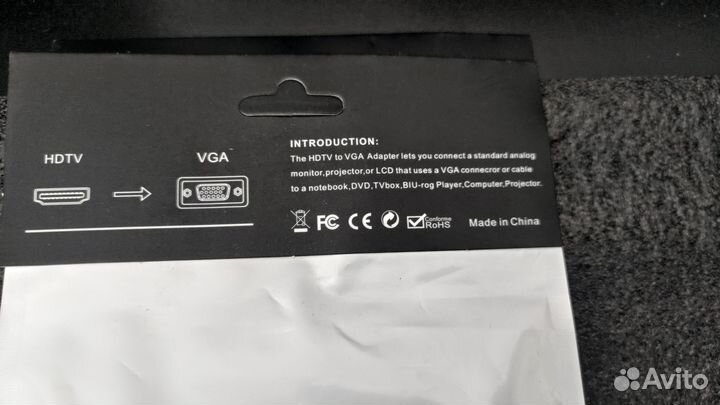 HDTV
VGA
INTRODUCTION:
The HDTV to VGA Adapter lets you connect a standard analog
monitor,projector,or LCD that uses a VGA connecror or cable
to a notebook,DVD,TVbox,BIU-rog Player,Computer,Projector.
FC CE Conforme
RoHS
Made in China
Avito